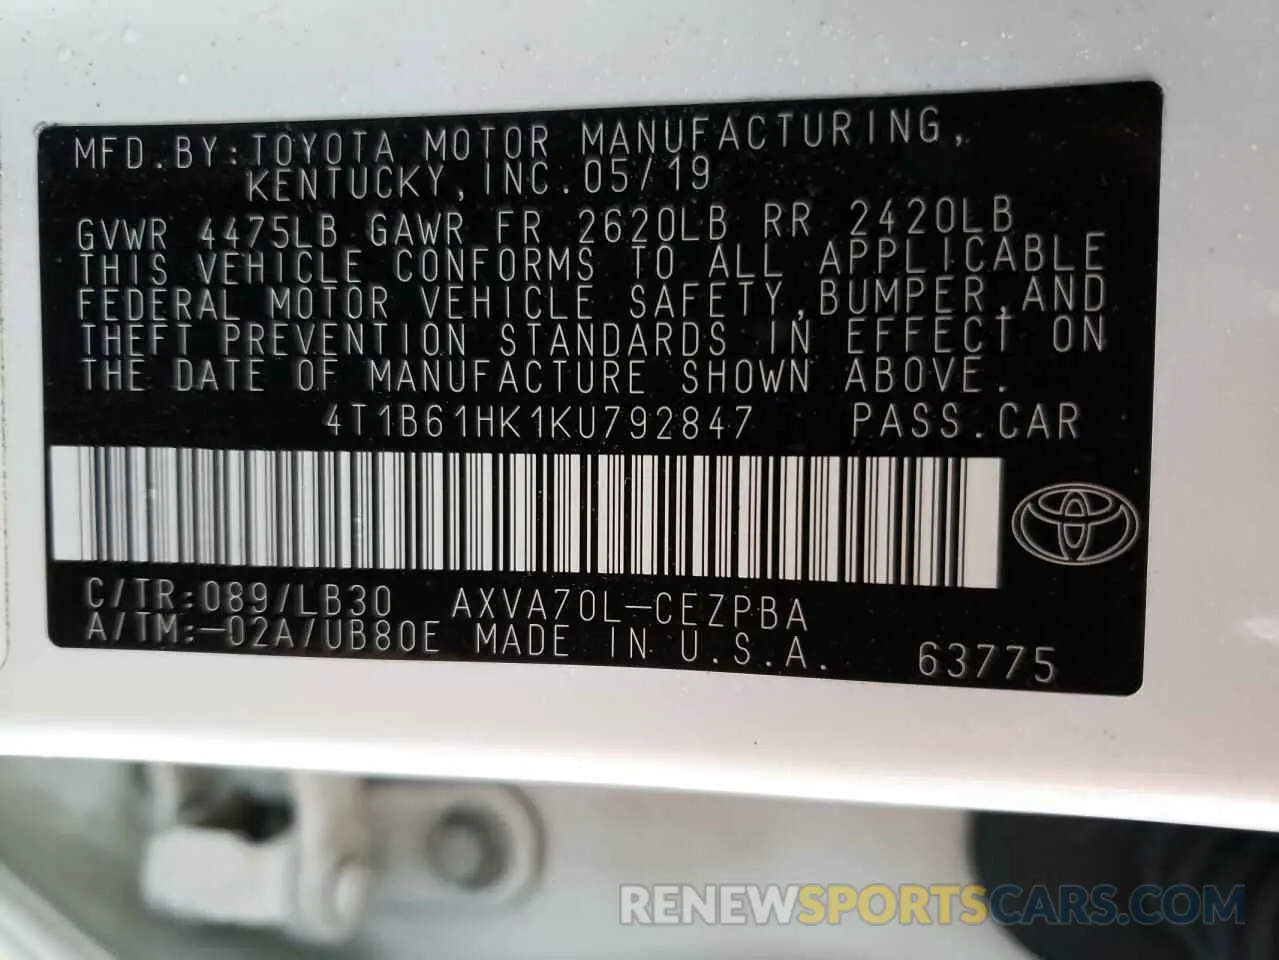 MFD.BY:TOYOTA MOTOR MANUFACTURING,
KENTUCKY,INC.05/19
GVWR 4475LB GAWR FR 2620LB RR 2420LB
THIS VEHICLE CONFORMS TO ALL APPLICABLE
FEDERAL MOTOR VEHICLE SAFETY,BUMPER,AND
THEFT PREVENTION STANDARDS IN EFFECT ON
THE DATE OF MANUFACTURE SHOWN ABOVE.
4T1B61HK1KU792847 PASS.CAR
C/TR:089/LB30 AXVA70L-CEZPBA
A/TM:-02A/UB80E MADE IN U.S.A. 63775
RENEWSPORTSCARS.COM